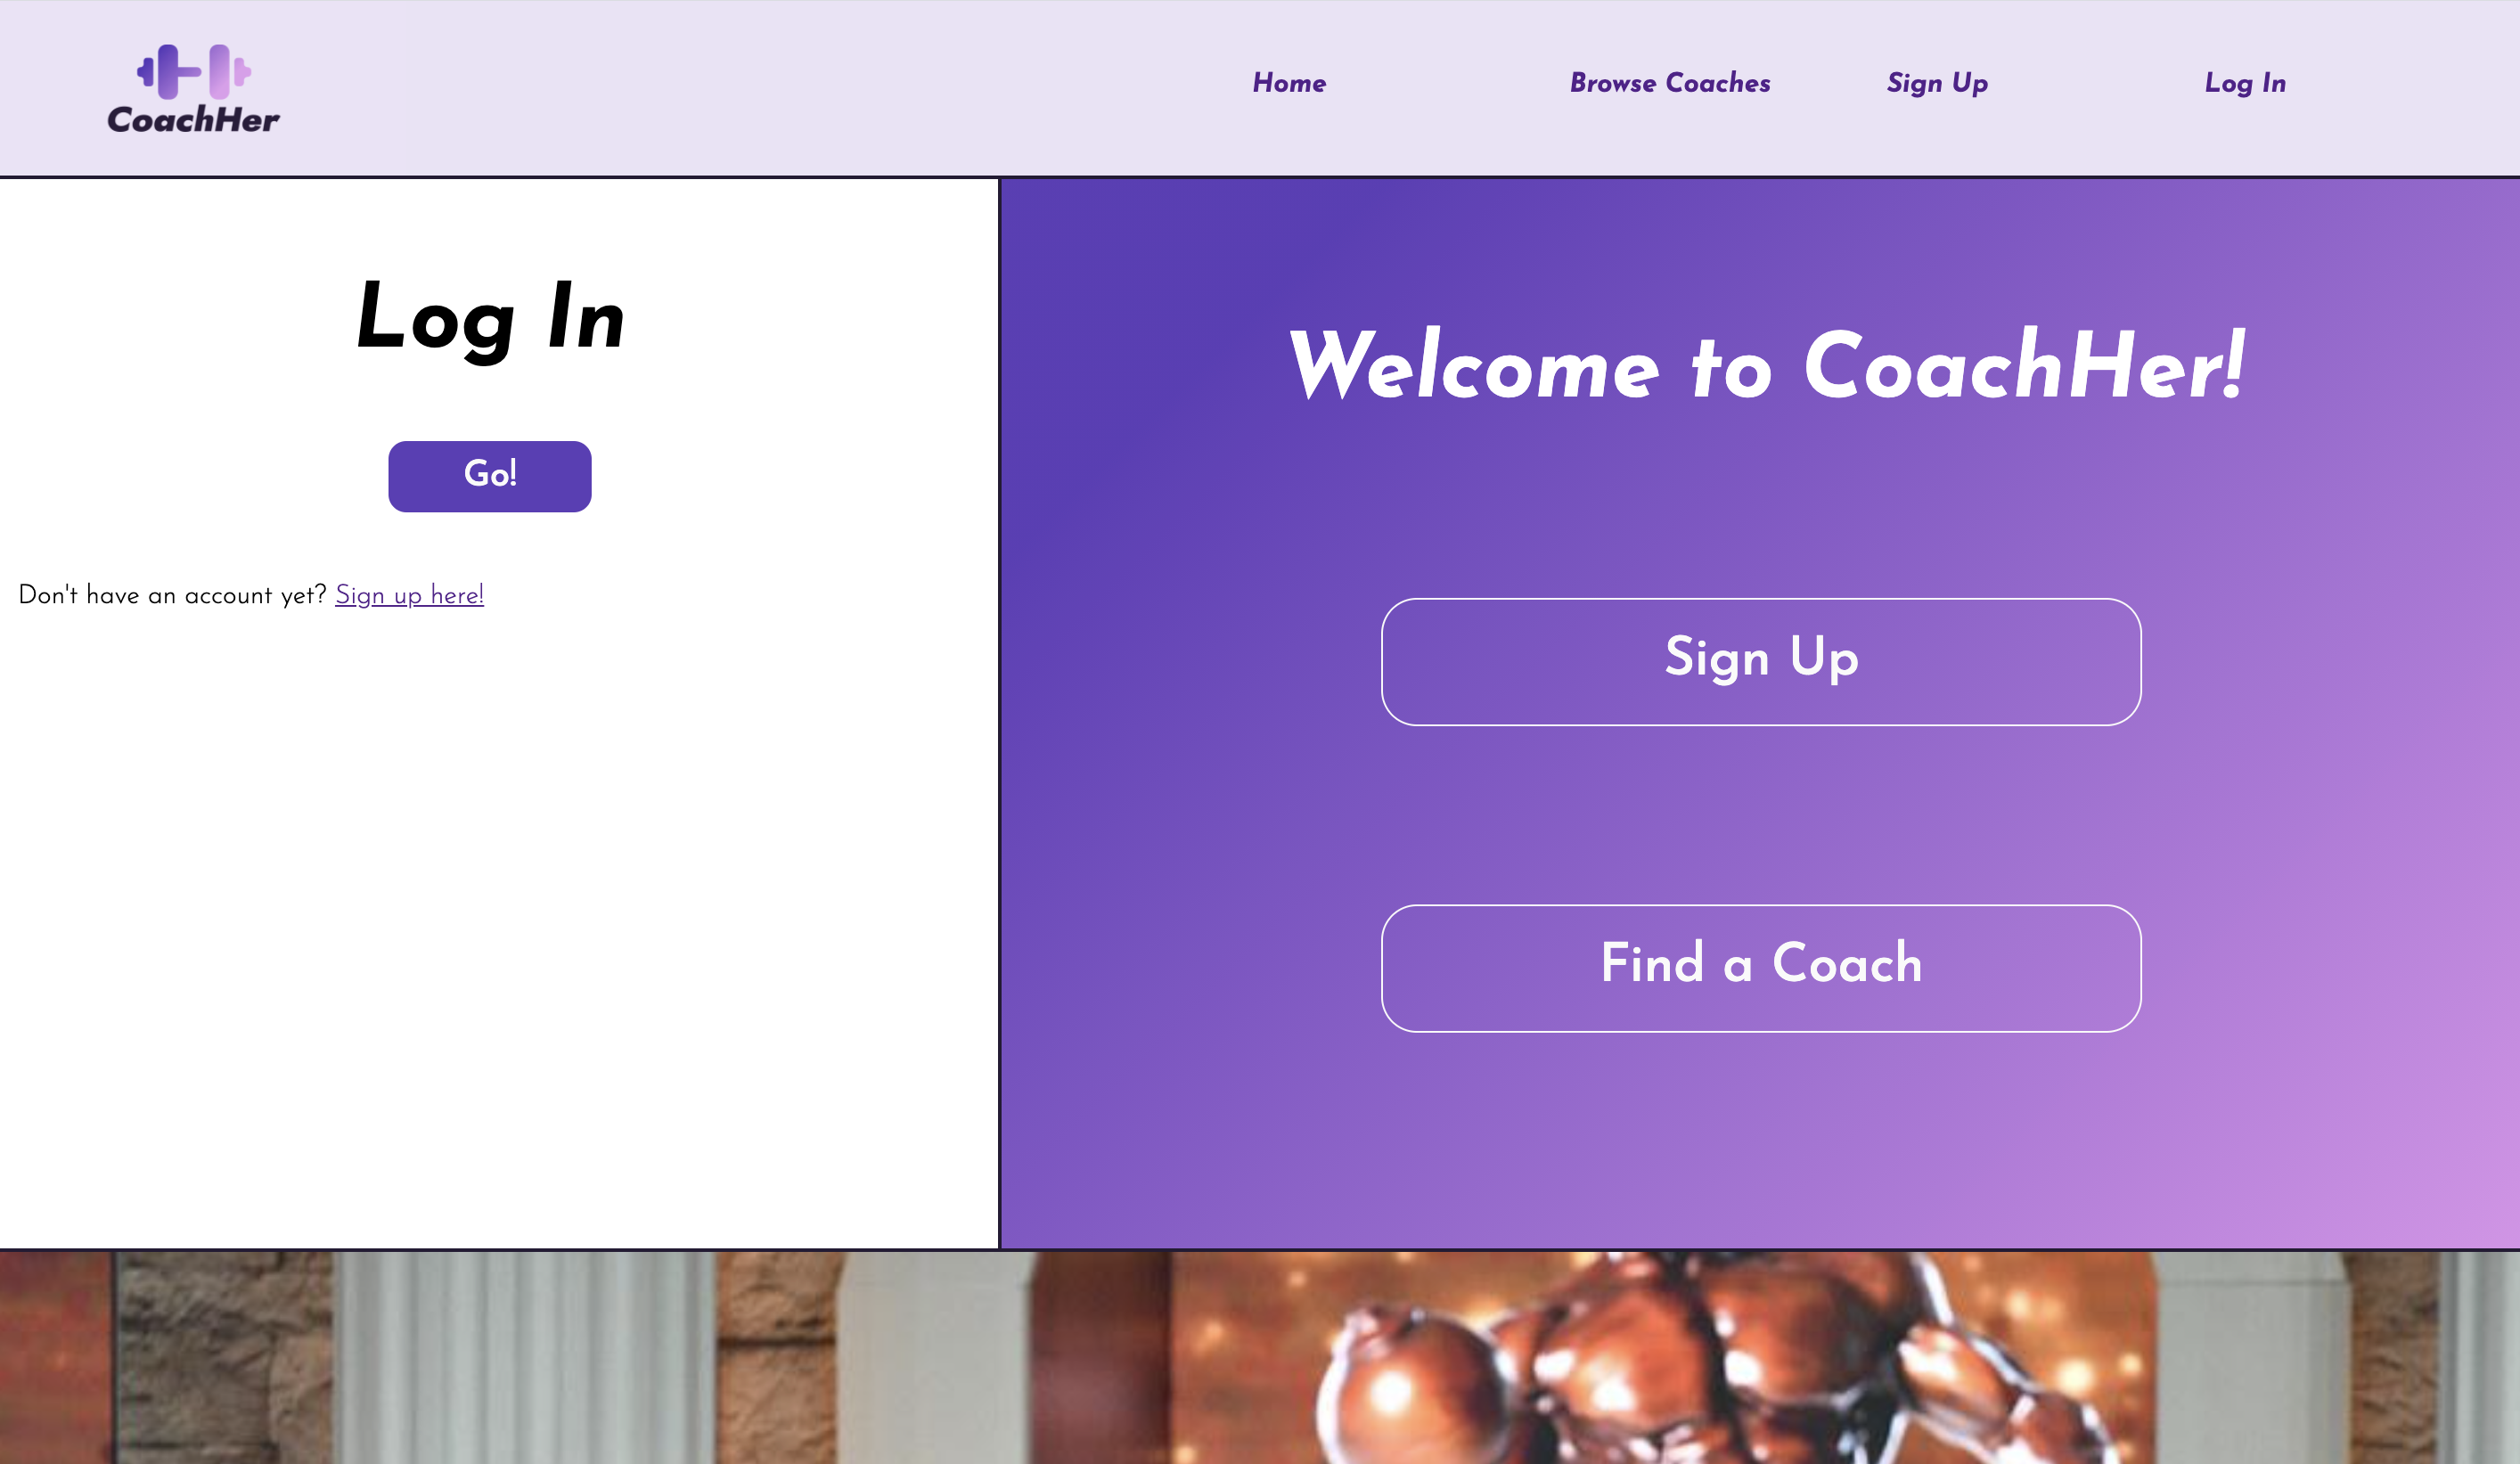 CoachHer
Home
Browse Coaches
Sign Up
Log In
Log In
Go!
Don't have an account yet? Sign up here!
Welcome to CoachHer!
Sign Up
Find a Coach